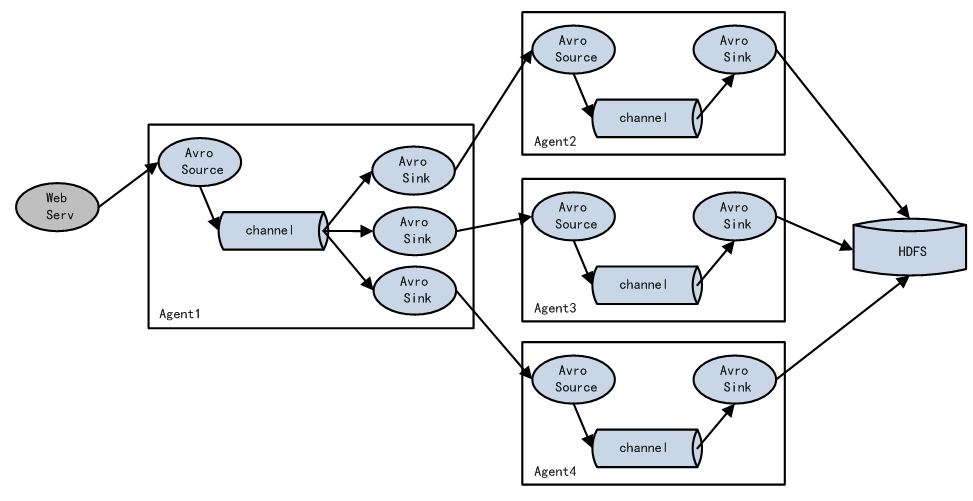 Web
Serv
Avro
Source
channel
Avro
Sink
Avro
Sink
Avro
Sink
Agent1
Avro
Source
channel
Avro
Sink
Agent2
Avro
Source
channel
Avro
Sink
Agent3
Avro
Source
channel
Avro
Sink
Agent4
HDFS